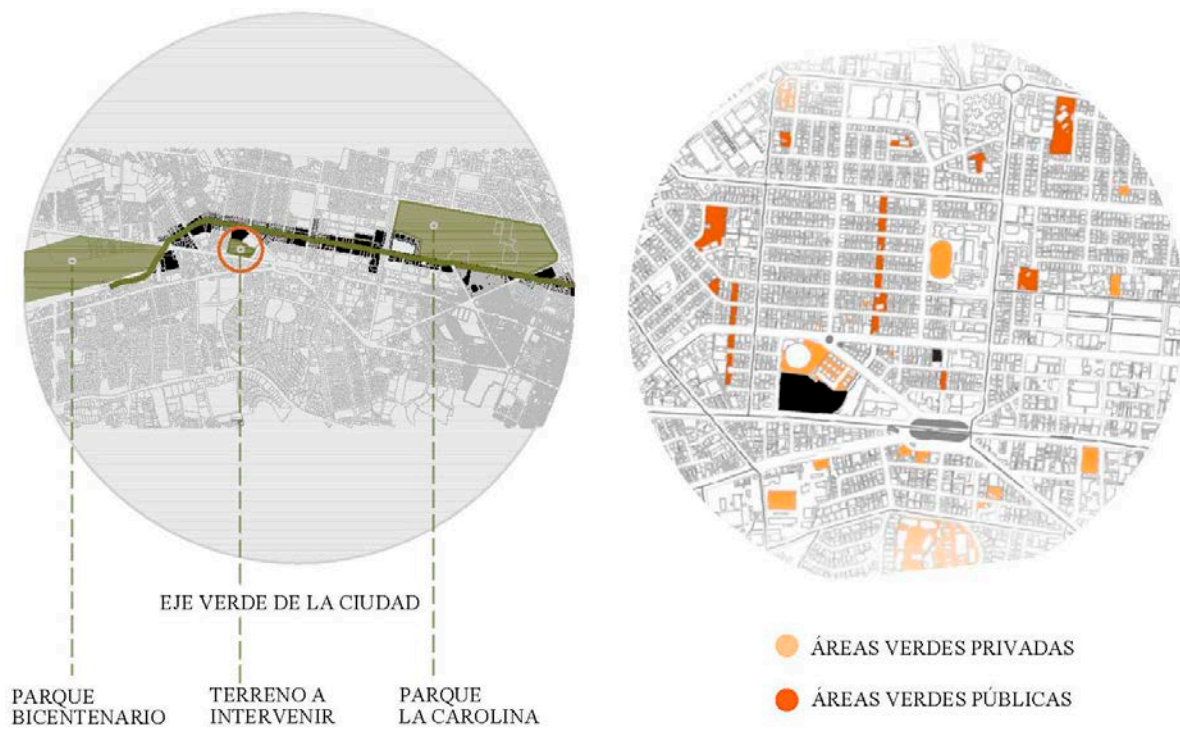 EJE VERDE DE LA CIUDAD
PARQUE
BICENTENARIO
TERRENO A
INTERVENIR
PARQUE
LA CAROLINA
ÁREAS VERDES PRIVADAS
ÁREAS VERDES PÚBLICAS